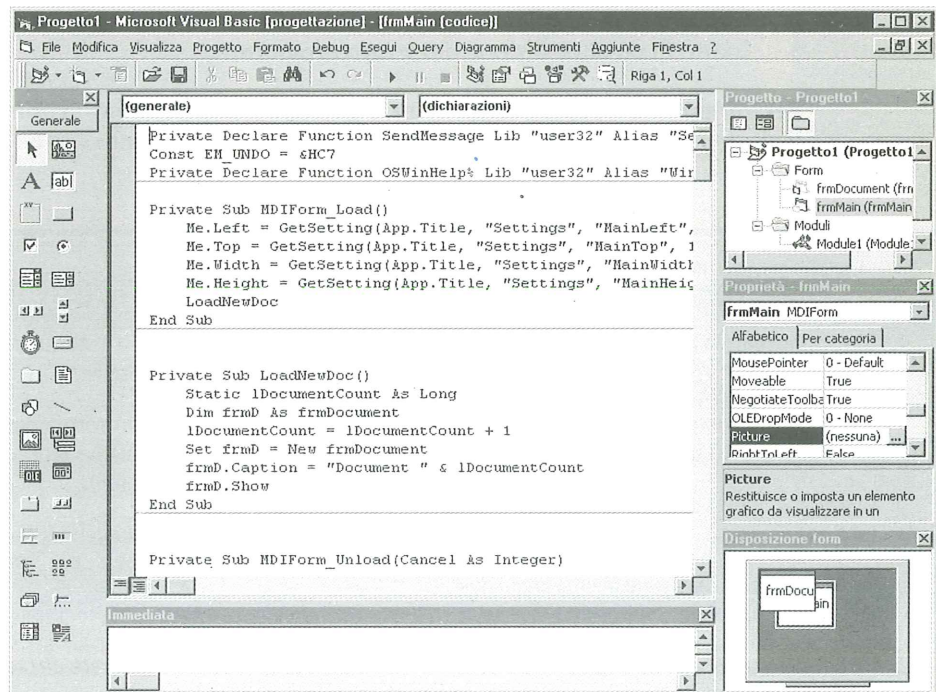 Progetto1 - Microsoft Visual Basic [progettazione] - [frmMain (codice)]
File Modifica Visualizza Progetto Formato Debug Esegui Query Diagramma Strumenti Aggiunte Finestra ?
Riga 1, Col 1
Generale
(generale) (dichiarazioni)
Private Declare Function SendMessage Lib "user32" Alias "Se
Const EM_UNDO = &HC7
Private Declare Function OSWinHelp% Lib "user32" Alias "Win
Private Sub MDIForm_Load()
Me.Left = GetSetting(App.Title, "Settings", "MainLeft",
Me.Top = GetSetting(App.Title, "Settings", "MainTop", 1
Me.Width = GetSetting(App.Title, "Settings", "MainWidth
Me.Height = GetSetting(App.Title, "Settings", "MainHeig
LoadNewDoc
End Sub
Private Sub LoadNewDoc()
Static lDocumentCount As Long
Dim frmD As frmDocument
lDocumentCount = lDocumentCount + 1
Set frmD = New frmDocument
frmD.Caption = "Document " & lDocumentCount
frmD.Show
End Sub
Private Sub MDIForm_Unload(Cancel As Integer)
Immediata
Progetto - Progetto1
Progetto1 (Progetto1
Form
frmDocument (frn
frmMain (frmMain
Moduli
Module1 (Module
Proprietà - frmMain
frmMain MDIForm
Alfabetico Per categoria
MousePointer 0 - Default
Moveable True
NegotiateToolba True
OLEDropMode 0 - None
Picture (nessuna) ...
RightToLeft False
Picture
Restituisce o imposta un elemento
grafico da visualizzare in un
Disposizione form
frmDocu
ain